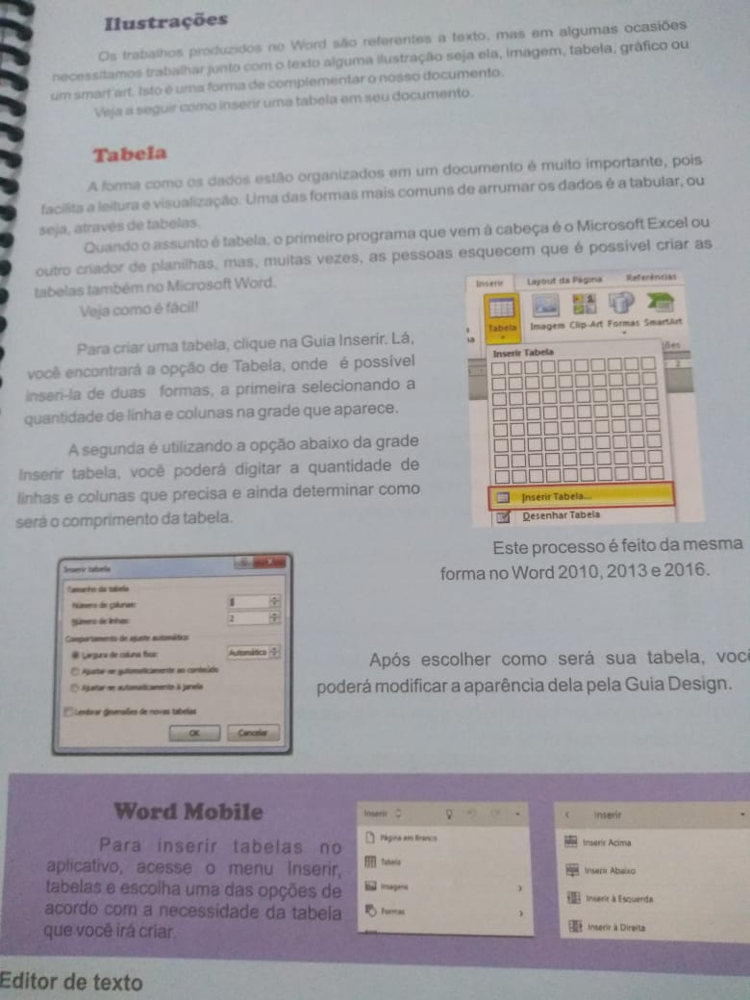 Ilustrações
Os trabalhos produzidos no Word são referentes a texto, mas em algumas ocasiões
necessitamos trabalhar junto com o texto alguma ilustração seja ela, imagem, tabela, gráfico ou
um smart art. Isto é uma forma de complementar o nosso documento.
Veja a seguir como inserir uma tabela em seu documento.
Tabela
A forma como os dados estão organizados em um documento é muito importante, pois
facilita a leitura e visualização. Uma das formas mais comuns de arrumar os dados é a tabular, ou
seja, através de tabelas.
Quando o assunto é tabela, o primeiro programa que vem à cabeça é o Microsoft Excel ou
outro criador de planilhas, mas, muitas vezes, as pessoas esquecem que é possível criar as
tabelas também no Microsoft Word.
Veja como é fácil!
Para criar uma tabela, clique na Guia Inserir. Lá,
você encontrará a opção de Tabela, onde é possível
inseri-la de duas formas, a primeira selecionando a
quantidade de linha e colunas na grade que aparece.
A segunda é utilizando a opção abaixo da grade
Inserir tabela, você poderá digitar a quantidade de
linhas e colunas que precisa e ainda determinar como
será o comprimento da tabela.
Inserir Layout da Página Referências
Tabela Imagem Clip-Art Formas SmartArt
Inserir Tabela
ções
2
Inserir Tabela...
Desenhar Tabela
Este processo é feito da mesma
forma no Word 2010, 2013 e 2016.
Inserir tabela
Tamanho da tabela
Número de colunas: 5
Número de linhas: 2
Comportamento de ajuste automático
Largura de coluna fixa: Automático
Ajustar-se automaticamente ao conteúdo
Ajustar-se automaticamente à janela
Lembrar dimensões de novas tabelas
OK Cancelar
Após escolher como será sua tabela, você
poderá modificar a aparência dela pela Guia Design.
Word Mobile
Para inserir tabelas no
aplicativo, acesse o menu Inserir,
tabelas e escolha uma das opções de
acordo com a necessidade da tabela
que você irá criar.
Inserir
Página em Branco
Tabela
Imagens
Formas
Inserir
Inserir Acima
Inserir Abaixo
Inserir à Esquerda
Inserir à Direita
Editor de texto